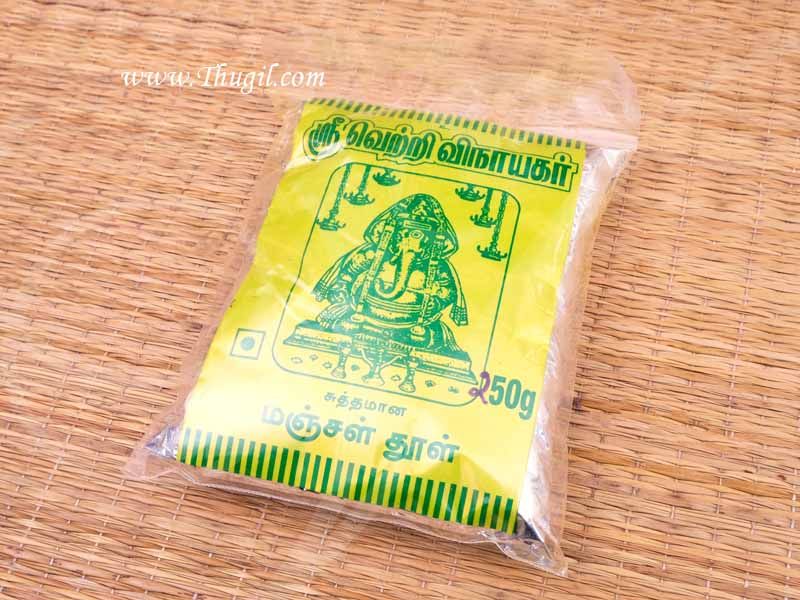 www.Thugil.com
ஸ்ரீ வெற்றி விநாயகர்
250g
சுத்தமான
மஞ்சள் தூள்